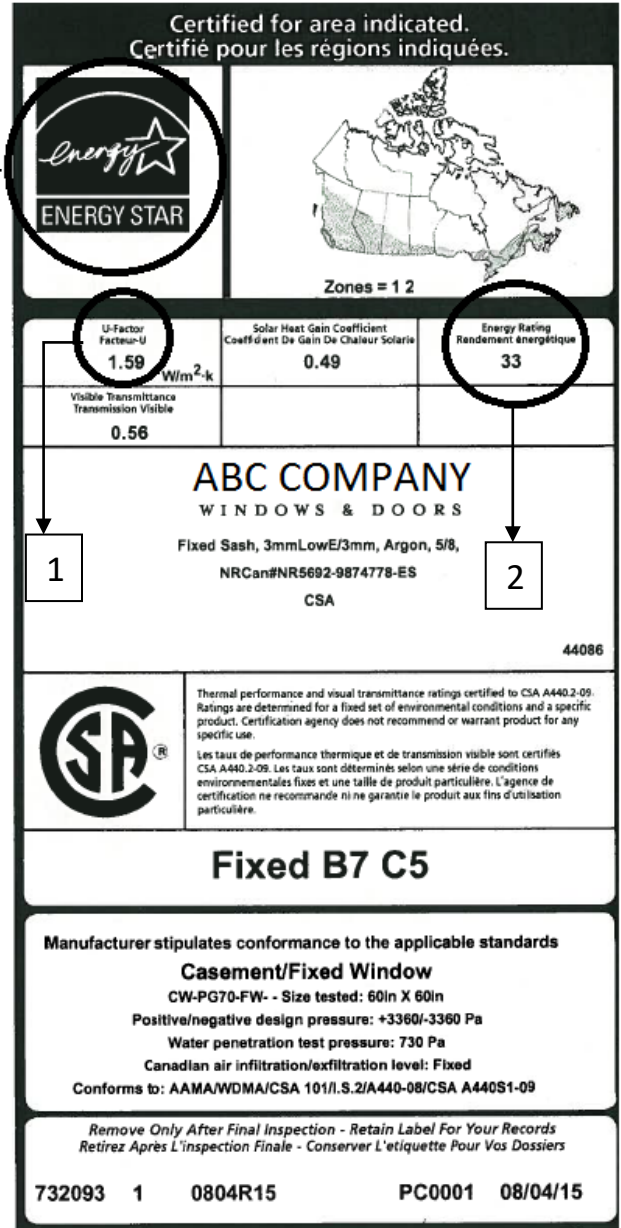 Certified for area indicated.
Certifié pour les régions indiquées.
energy
ENERGY STAR
Zones = 1 2
U-Factor
Facteur-U
1.59
W/m²·k
Solar Heat Gain Coefficient
Coefficient De Gain De Chaleur Solarie
0.49
Energy Rating
Rendement énergétique
33
Visible Transmittance
Transmission Visible
0.56
ABC COMPANY
WINDOWS & DOORS
Fixed Sash, 3mmLowE/3mm, Argon, 5/8,
NRCan#NR5692-9874778-ES
CSA
1
2
44086
CSA ®
Thermal performance and visual transmittance ratings certified to CSA A440.2-09.
Ratings are determined for a fixed set of environmental conditions and a specific
product. Certification agency does not recommend or warrant product for any
specific use.
Les taux de performance thermique et de transmission visible sont certifiés
CSA A440.2-09. Les taux sont déterminés selon une série de conditions
environnementales fixes et une taille de produit particulière. L'agence de
certification ne recommande ni ne garantie le produit aux fins d'utilisation
particulière.
Fixed B7 C5
Manufacturer stipulates conformance to the applicable standards
Casement/Fixed Window
CW-PG70-FW- - Size tested: 60in X 60in
Positive/negative design pressure: +3360/-3360 Pa
Water penetration test pressure: 730 Pa
Canadian air infiltration/exfiltration level: Fixed
Conforms to: AAMA/WDMA/CSA 101/I.S.2/A440-08/CSA A440S1-09
Remove Only After Final Inspection - Retain Label For Your Records
Retirez Après L'inspection Finale - Conserver L'etiquette Pour Vos Dossiers
732093 1 0804R15 PC0001 08/04/15